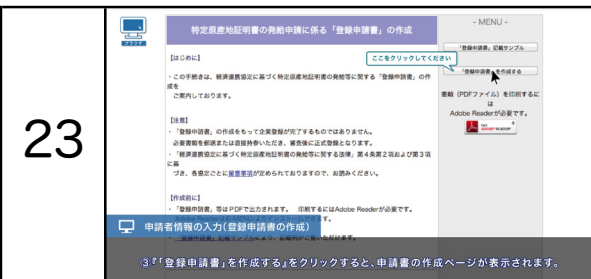 23
ブラウザ
特定原産地証明書の発給申請に係る「登録申請書」の作成
- MENU -
「登録申請書」記載サンプル
ここをクリックしてください
「登録申請書」を作成する
書類（PDFファイル）を印刷するに
は
Adobe Readerが必要です。
ADOBE® READER®
【はじめに】
・この手続きは、経済連携協定に基づく特定原産地証明書の発給等に関する「登録申請書」の作
成を
ご案内しております。
【注意】
・「登録申請書」の作成をもって企業登録が完了するものではありません。
必要書類を郵送または直接持参いただき、審査後に正式登録となります。
・「経済連携協定に基づく特定原産地証明書の発給等に関する法律」第４条第２項および第３項
に基
づき、各協定ごとに留意事項が定められておりますので、お読みください。
【作成前に】
・「登録申請書」等はＰＤＦで出力されます。 印刷するにはAdobe Readerが必要です。
申請者情報の入力(登録申請書の作成)
③『「登録申請書」を作成する』をクリックすると、申請書の作成ページが表示されます。